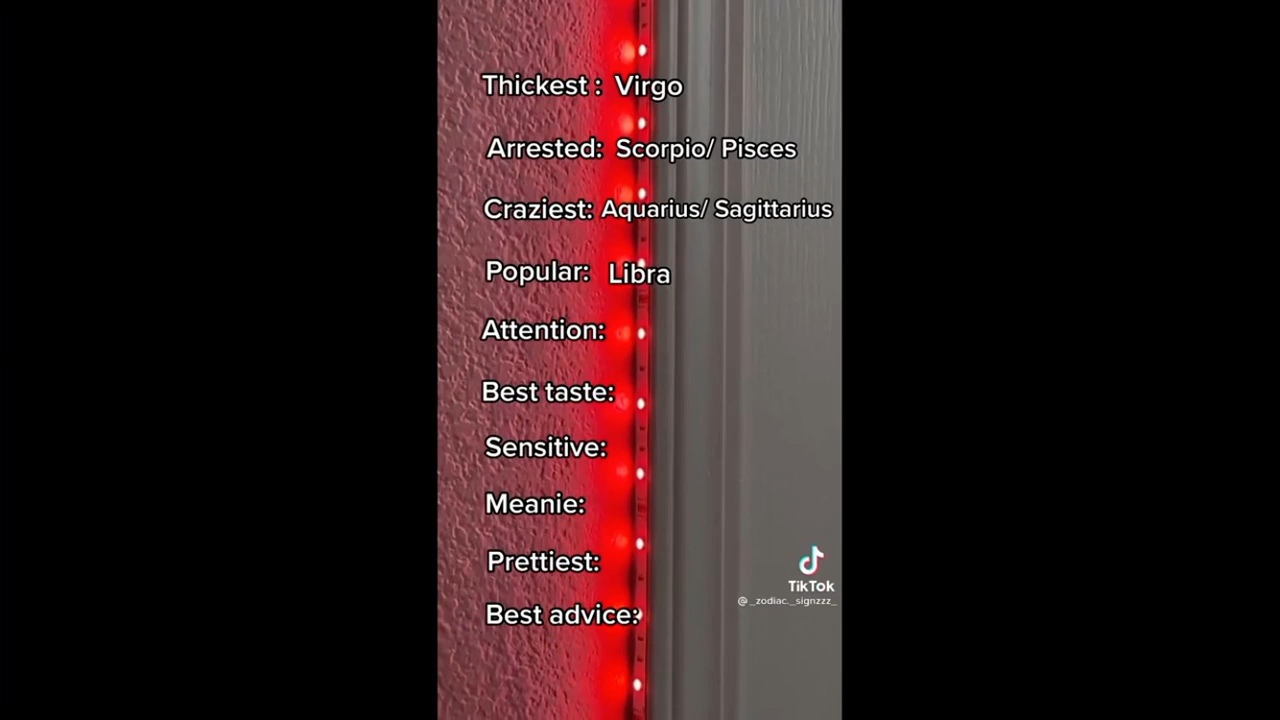 Thickest : Virgo
Arrested: Scorpio/ Pisces
Craziest: Aquarius/ Sagittarius
Popular: Libra
Attention:
Best taste:
Sensitive:
Meanie:
Prettiest:
Best advice:
TikTok
@_zodiac._signzzz_